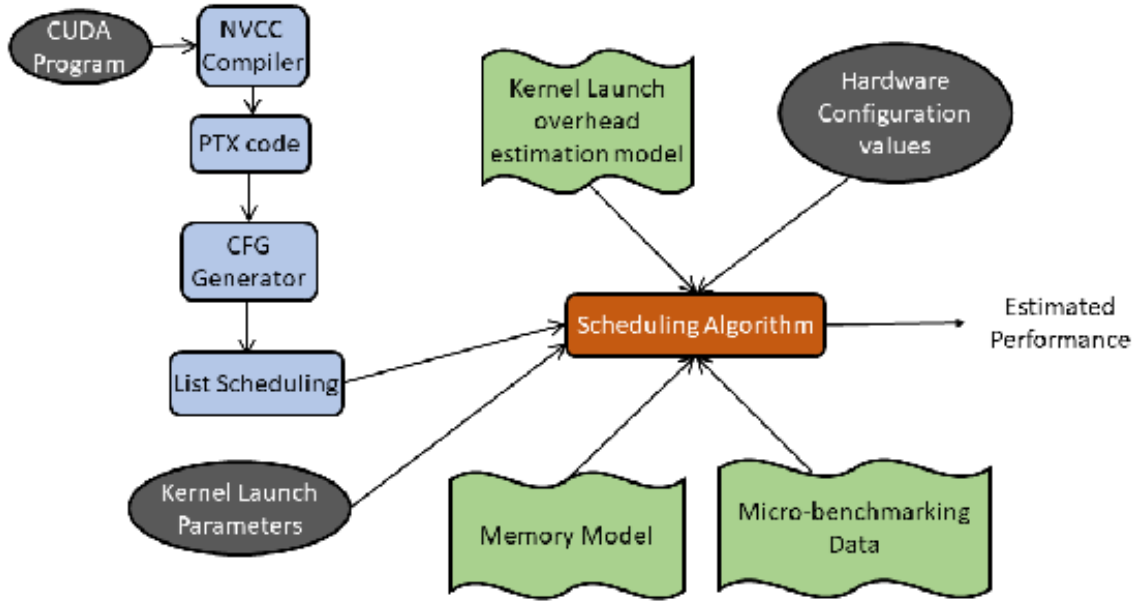 CUDA
Program
NVCC
Compiler
PTX code
CFG
Generator
List Scheduling
Kernel Launch
Parameters
Kernel Launch
overhead
estimation model
Hardware
Configuration
values
Scheduling Algorithm
Estimated
Performance
Memory Model
Micro-benchmarking
Data